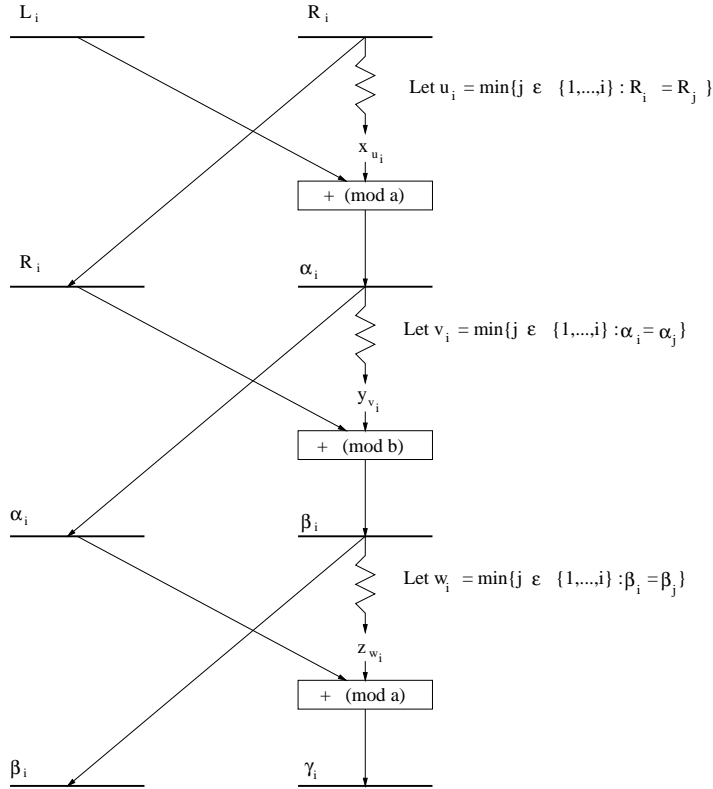 L i
R i
Let u i = min{j ε {1,...,i} : R i = R j }
x u i
+ (mod a)
R i
α i
Let v i = min{j ε {1,...,i} : α i = α j }
y v i
+ (mod b)
α i
β i
Let w i = min{j ε {1,...,i} : β i = β j }
z w i
+ (mod a)
β i
γ i